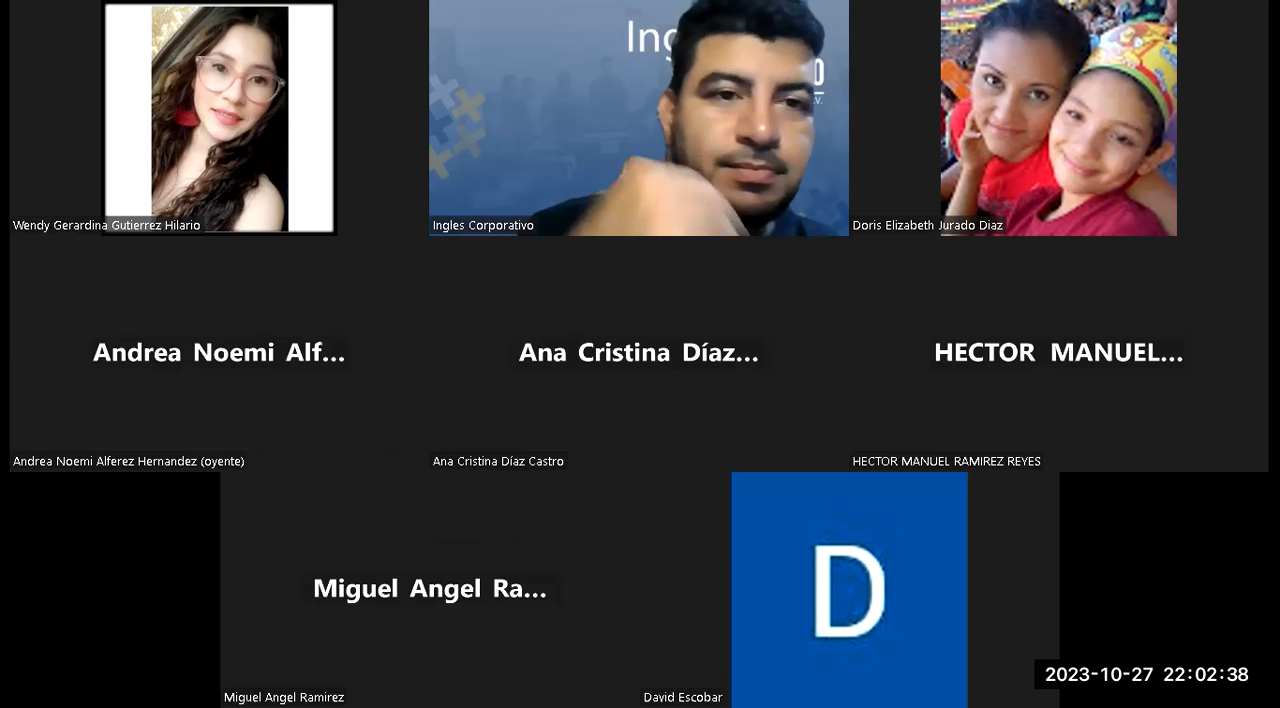 Ing
Wendy Gerardina Gutierrez Hilario
Ingles Corporativo
Doris Elizabeth Jurado Diaz
Andrea Noemi Alf...
Ana Cristina Díaz...
HECTOR MANUEL...
Andrea Noemi Alferez Hernandez (oyente)
Ana Cristina Díaz Castro
HECTOR MANUEL RAMIREZ REYES
Miguel Angel Ra...
D
Miguel Angel Ramirez
David Escobar
2023-10-27 22:02:38